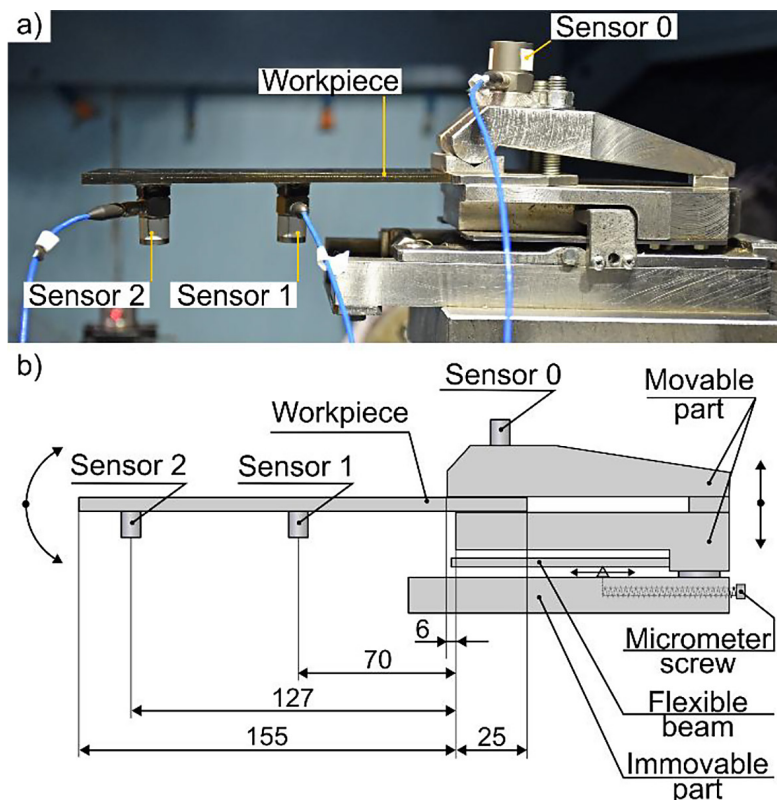 a)
Sensor 0
Workpiece
Sensor 2
Sensor 1
b)
Sensor 0
Movable
part
Workpiece
Sensor 2
Sensor 1
6
70
Micrometer
screw
127
Flexible
beam
155
25
Immovable
part